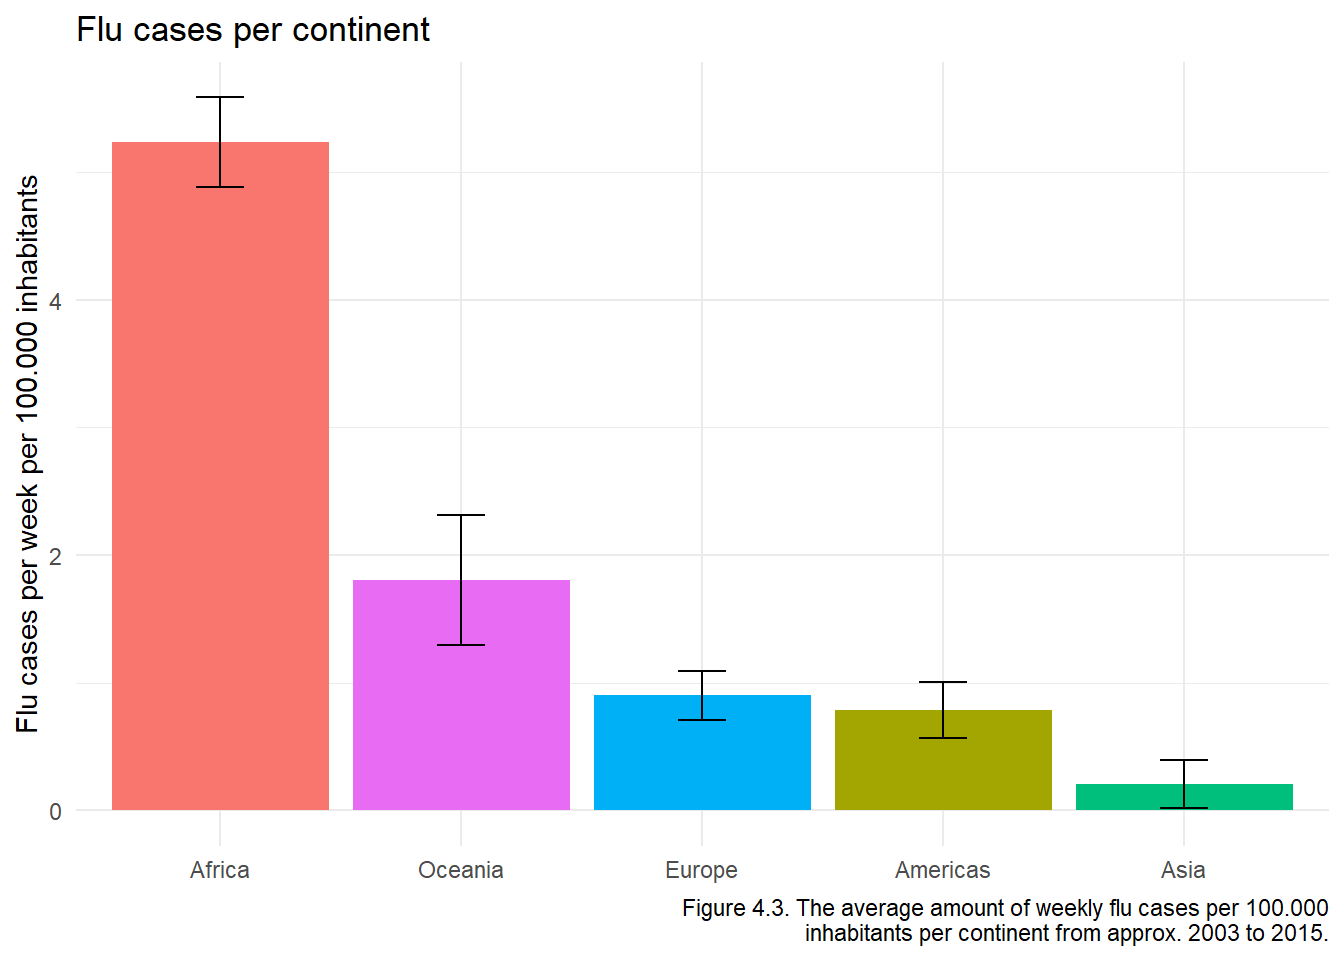 Flu cases per continent
Flu cases per week per 100.000 inhabitants
4
2
0
Africa
Oceania
Europe
Americas
Asia
Figure 4.3. The average amount of weekly flu cases per 100.000
inhabitants per continent from approx. 2003 to 2015.